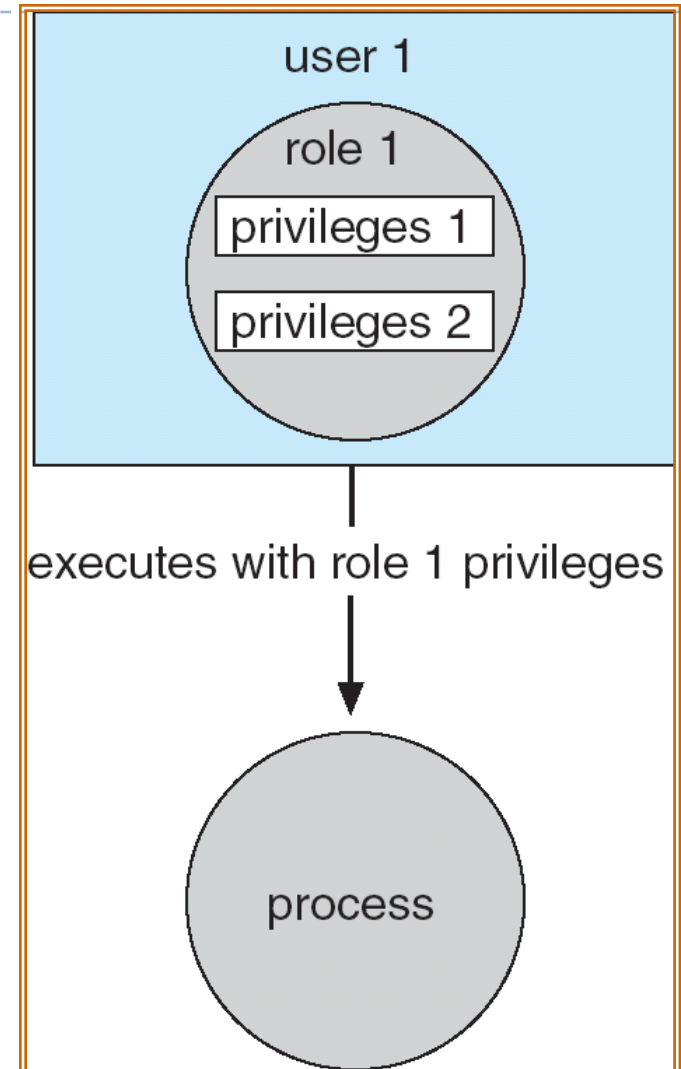 user 1
role 1
privileges 1
privileges 2
executes with role 1 privileges
process